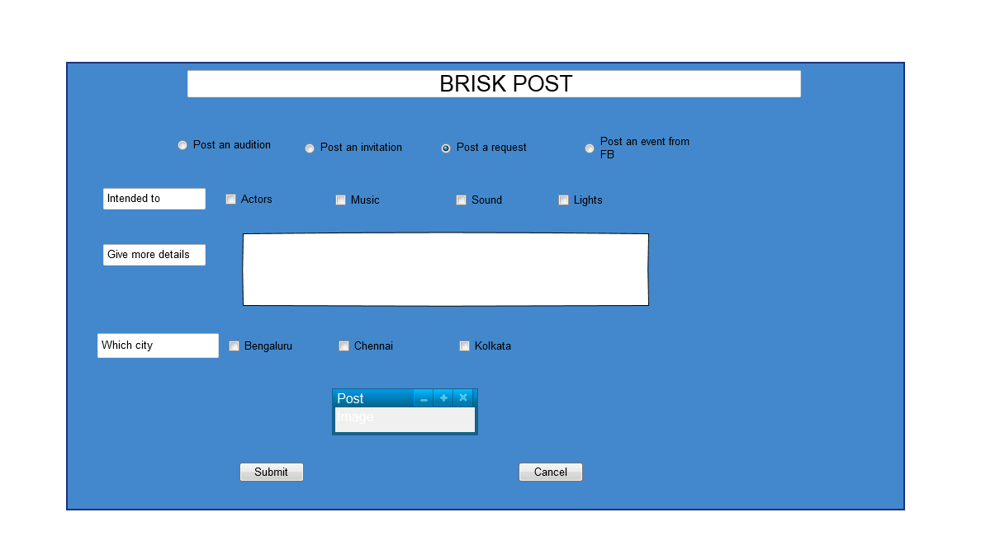 BRISK POST
Post an audition
Post an invitation
Post a request
Post an event from
FB
Intended to
Actors
Music
Sound
Lights
Give more details
Which city
Bengaluru
Chennai
Kolkata
Post
image
Submit
Cancel